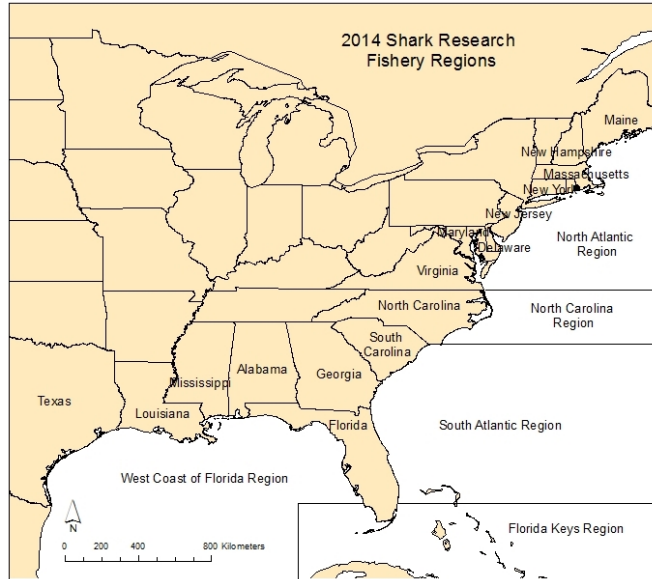 2014 Shark Research
Fishery Regions
Maine
New Hampshire
Massachusetts
New York
New Jersey
Maryland
Delaware
North Atlantic
Region
Virginia
North Carolina
North Carolina
Region
South
Carolina
Alabama
Georgia
Mississippi
Texas
Louisiana
Florida
South Atlantic Region
West Coast of Florida Region
Florida Keys Region
N
0 200 400 800 Kilometers